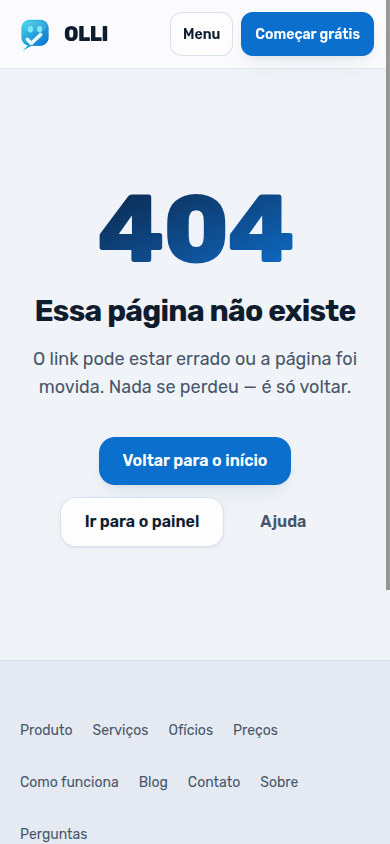 OLLI
Menu
Começar grátis
404
Essa página não existe
O link pode estar errado ou a página foi
movida. Nada se perdeu — é só voltar.
Voltar para o início
Ir para o painel
Ajuda
Produto Serviços Ofícios Preços
Como funciona Blog Contato Sobre
Perguntas